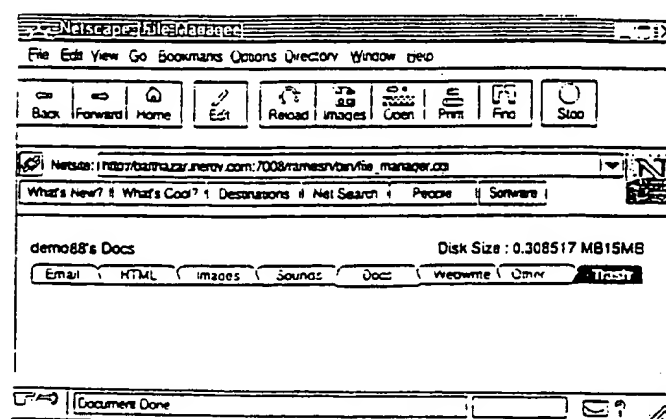 Netscape: File Manager
File Edit View Go Bookmarks Options Directory Window Help
Back Forward Home Edit Reload Images Open Print Find Stop
Netsite:
What's New? What's Cool? Destinations Net Search People Software
demo88's Docs Disk Size : 0.308517 MB15MB
Email HTML Images Sounds Docs Other Trash
Document Done